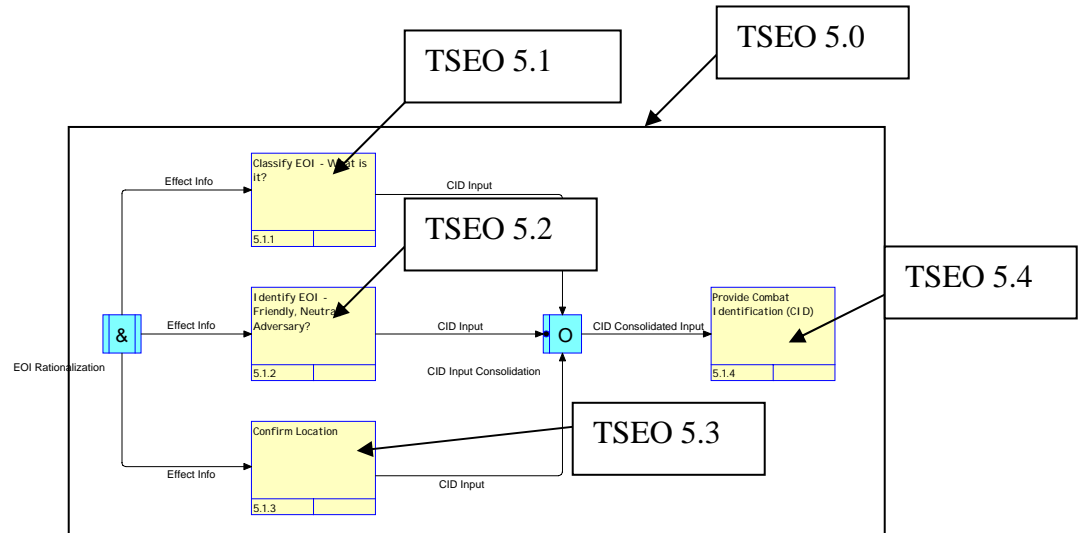 TSEO 5.0
TSEO 5.1
Classify EOI - What is
it?
5.1.1
Effect Info
CID Input
TSEO 5.2
TSEO 5.4
Identify EOI -
Friendly, Neutral
Adversary?
5.1.2
Effect Info
CID Input
&
O
CID Consolidated Input
Provide Combat
Identification (CID)
5.1.4
EOI Rationalization
CID Input Consolidation
TSEO 5.3
Confirm Location
5.1.3
Effect Info
CID Input